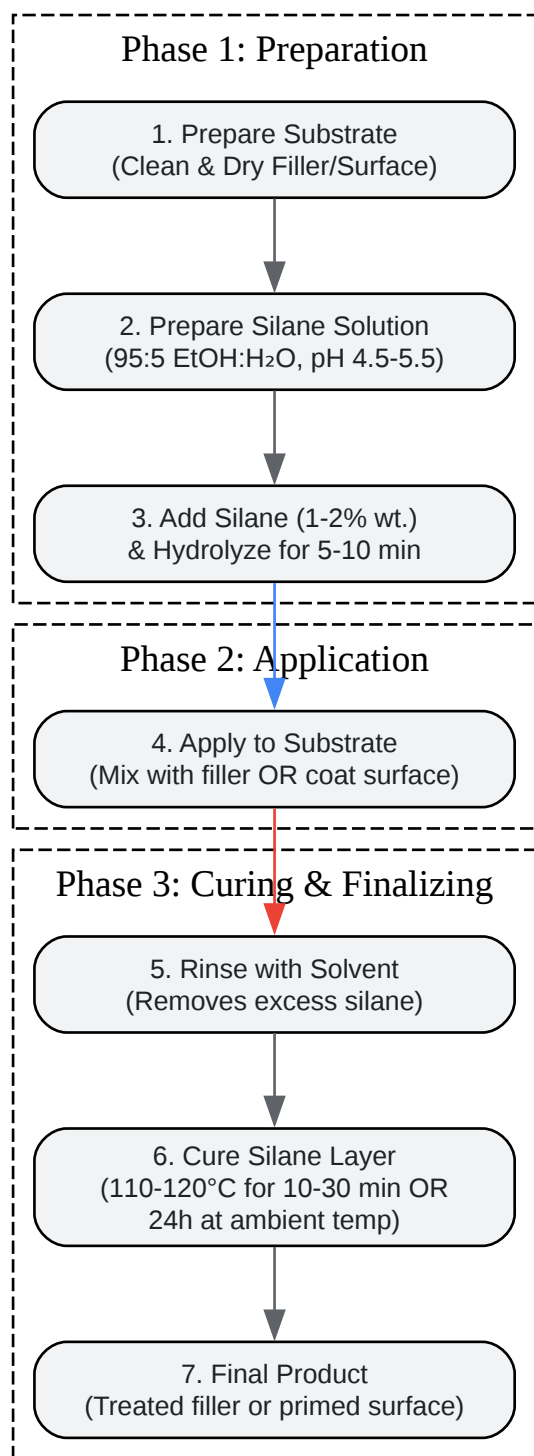 Phase 1: Preparation
1. Prepare Substrate
(Clean & Dry Filler/Surface)
2. Prepare Silane Solution
(95:5 EtOH:H₂O, pH 4.5-5.5)
3. Add Silane (1-2% wt.)
& Hydrolyze for 5-10 min
Phase 2: Application
4. Apply to Substrate
(Mix with filler OR coat surface)
Phase 3: Curing & Finalizing
5. Rinse with Solvent
(Removes excess silane)
6. Cure Silane Layer
(110-120°C for 10-30 min OR
24h at ambient temp)
7. Final Product
(Treated filler or primed surface)